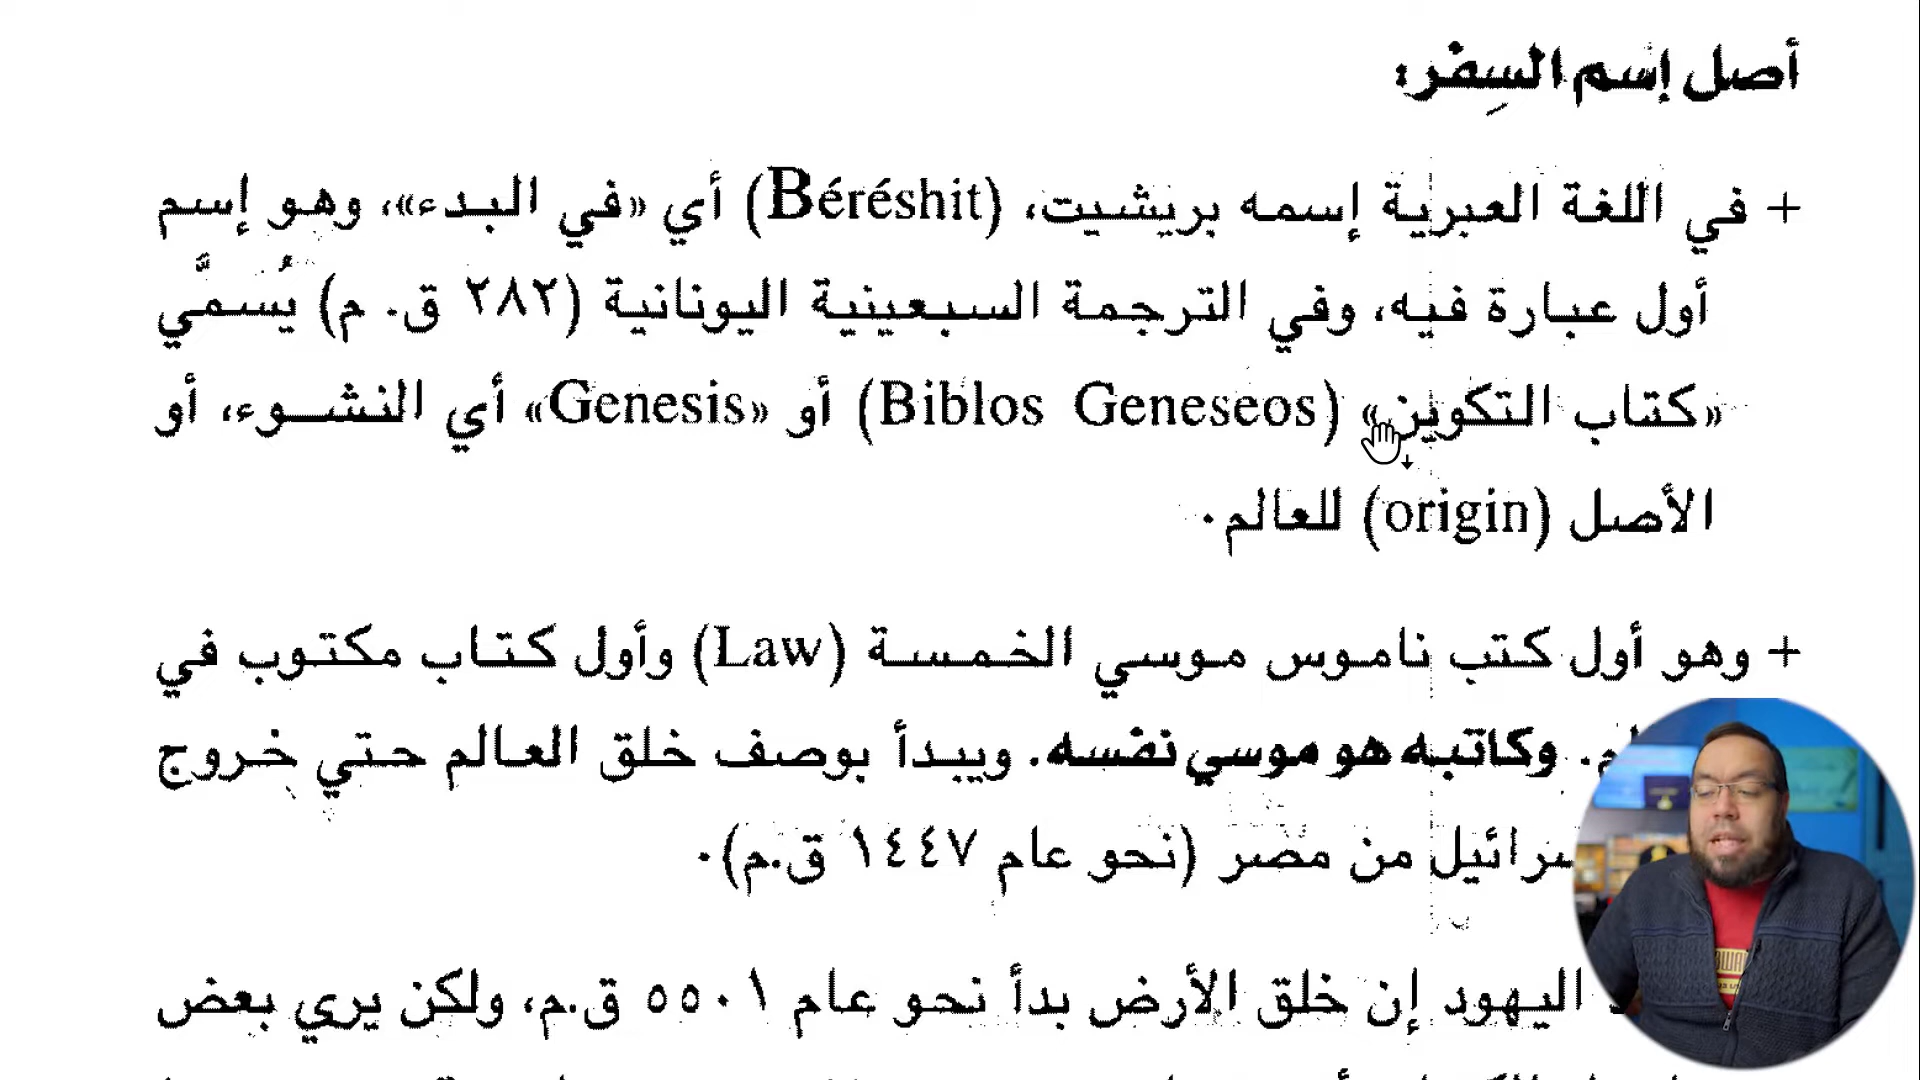 أصل إسم السِفْر:
+ في اللغة العبرية إسمه بريشيت، (Béréshit) أي «في البدء»، وهو إسم
أول عبارة فيه، وفي الترجمة السبعينية اليونانية (٢٨٢ ق. م) يُسمَّي
«كتاب التكوين» (Biblos Geneseos) أو «Genesis» أي النشوء، أو
الأصل (origin) للعالم.
+ وهو أول كتب ناموس موسي الخمسة (Law) وأول كتاب مكتوب في
وكاتبه هو موسي نفسه. ويبدأ بوصف خلق العالم حتي خروج
من مصر (نحو عام ١٤٤٧ ق.م).
اليهود إن خلق الأرض بدأ نحو عام ٥٥٠١ ق.م، ولكن يري بعض